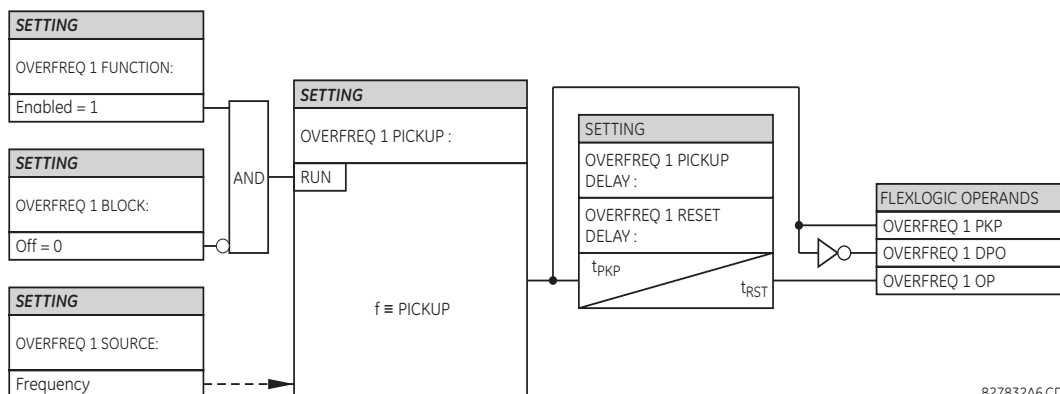 SETTING
OVERFREQ 1 FUNCTION:
Enabled = 1
SETTING
OVERFREQ 1 BLOCK:
Off = 0
SETTING
OVERFREQ 1 SOURCE:
Frequency
AND
SETTING
OVERFREQ 1 PICKUP :
RUN
f ≡ PICKUP
SETTING
OVERFREQ 1 PICKUP
DELAY :
OVERFREQ 1 RESET
DELAY :
tPKP
tRST
FLEXLOGIC OPERANDS
OVERFREQ 1 PKP
OVERFREQ 1 DPO
OVERFREQ 1 OP